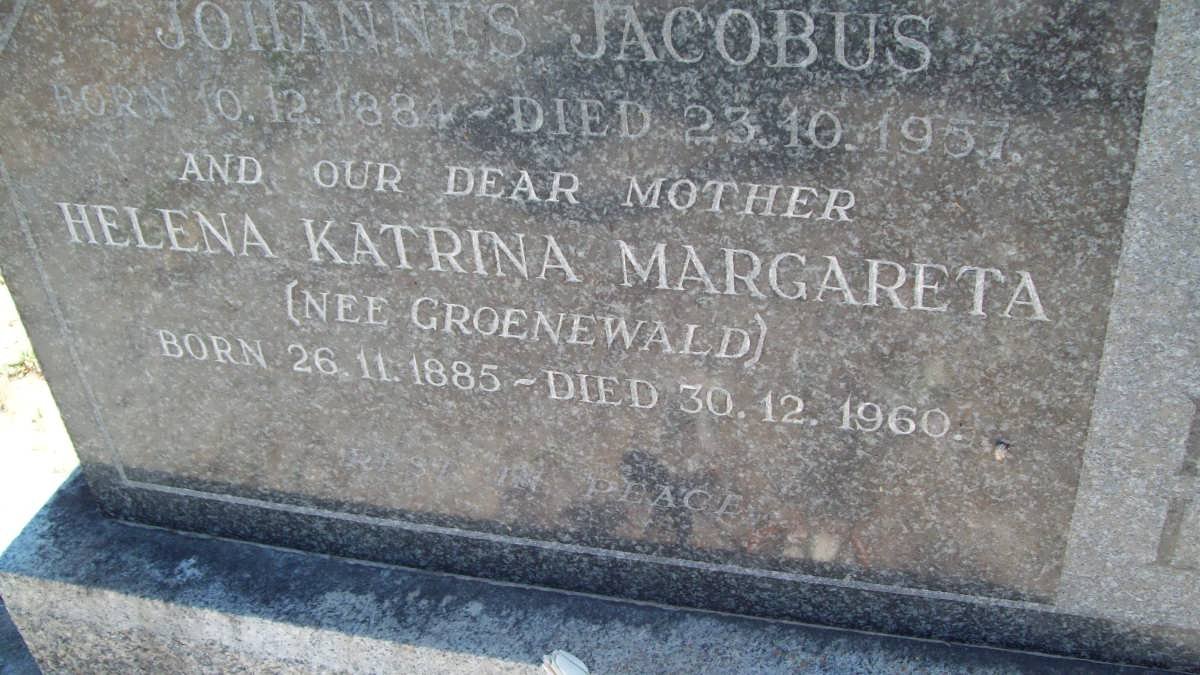 JOHANNES JACOBUS
BORN 10.12.1884 ~ DIED 23.10.1957.
AND OUR DEAR MOTHER
HELENA KATRINA MARGARETA
(NEE GROENEWALD)
BORN 26.11.1885 ~ DIED 30.12.1960.
REST IN PEACE